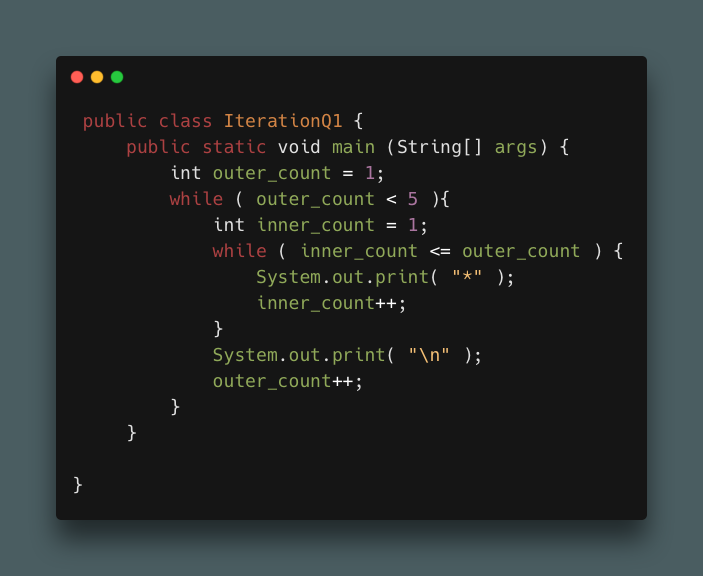 public class IterationQ1 {
    public static void main (String[] args) {
        int outer_count = 1;
        while ( outer_count < 5 ){
            int inner_count = 1;
            while ( inner_count <= outer_count ) {
                System.out.print( "*" );
                inner_count++;
            }
            System.out.print( "\n" );
            outer_count++;
        }
    }

}